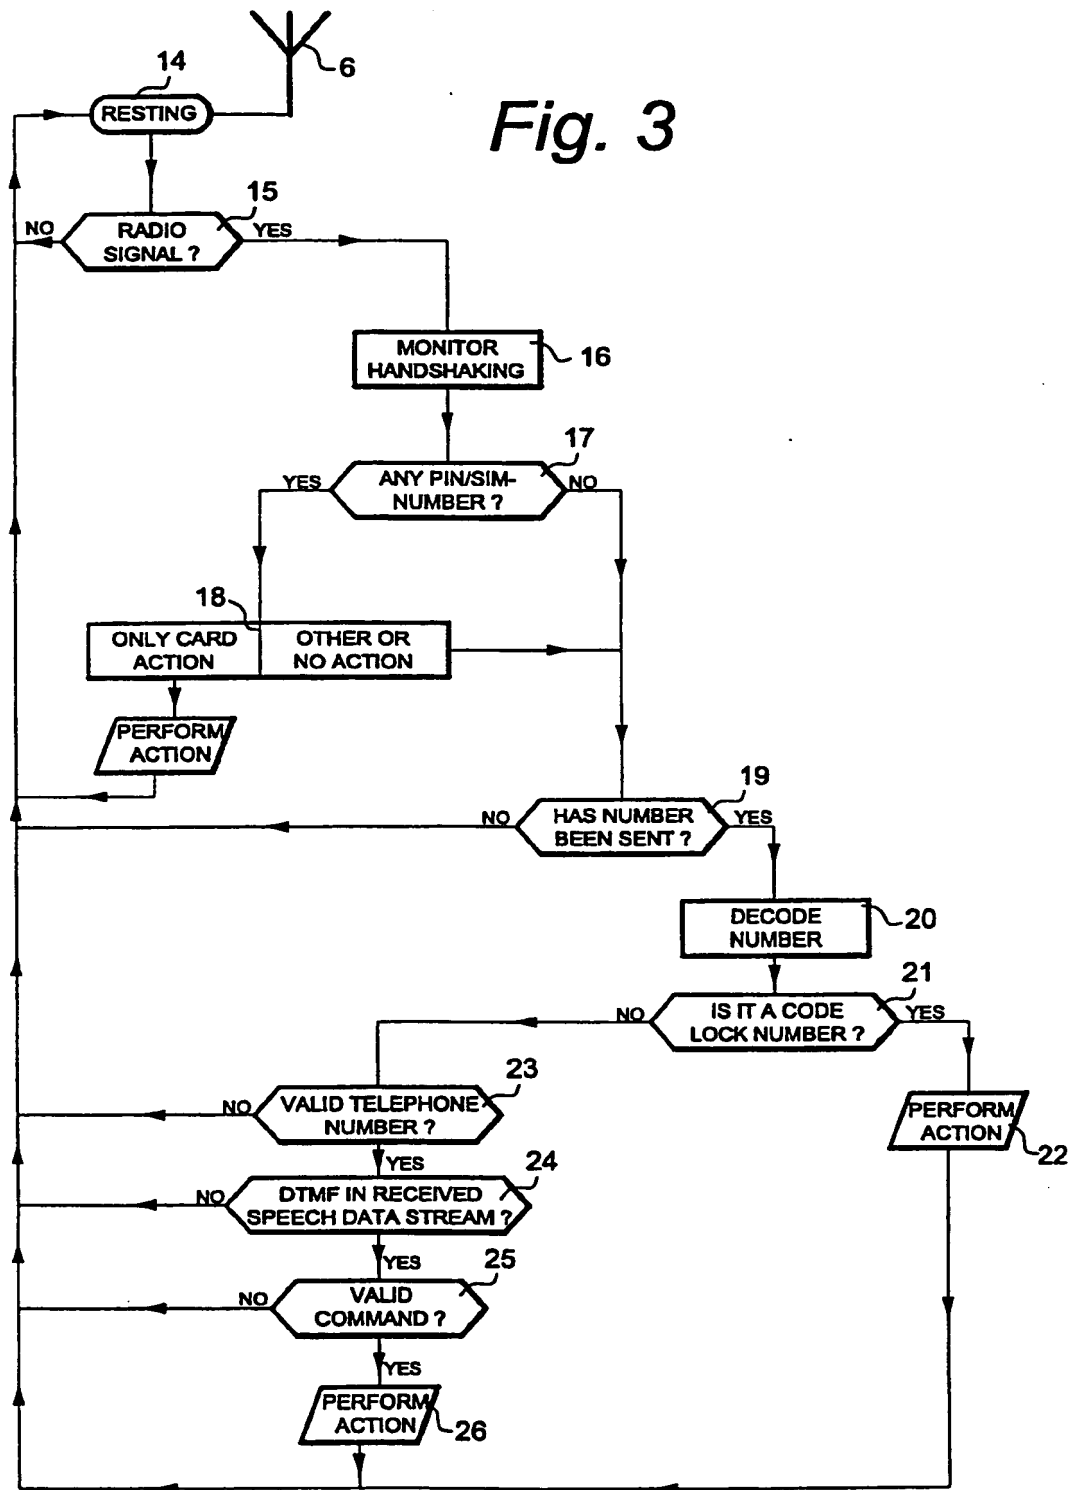 6
14
RESTING
Fig. 3
15
NO
RADIO
SIGNAL ?
YES
MONITOR
HANDSHAKING
16
17
YES
ANY PIN/SIM-
NUMBER ?
NO
18
ONLY CARD
ACTION
OTHER OR
NO ACTION
PERFORM
ACTION
19
NO
HAS NUMBER
BEEN SENT ?
YES
DECODE
NUMBER
20
21
NO
IS IT A CODE
LOCK NUMBER ?
YES
23
NO
VALID TELEPHONE
NUMBER ?
PERFORM
ACTION
22
YES
24
NO
DTMF IN RECEIVED
SPEECH DATA STREAM ?
YES
25
NO
VALID
COMMAND ?
YES
PERFORM
ACTION
26